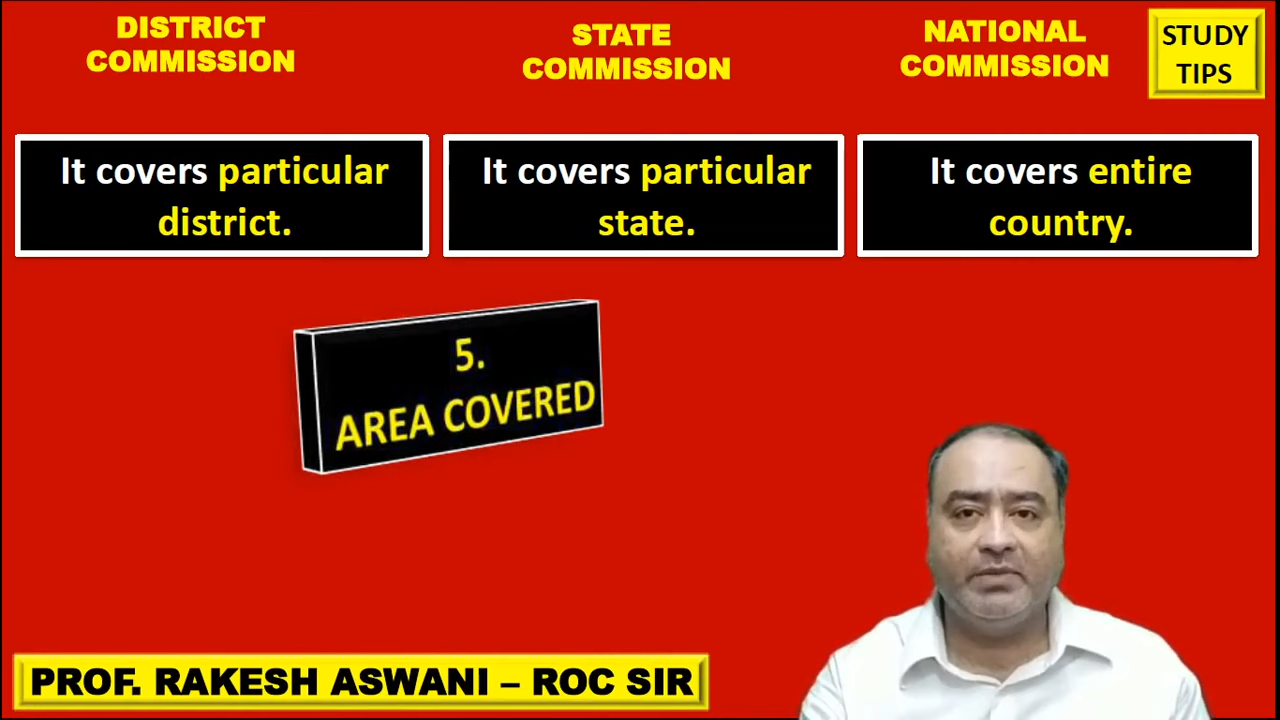 DISTRICT
COMMISSION
STATE
COMMISSION
NATIONAL
COMMISSION
STUDY
TIPS
It covers particular
district.
It covers particular
state.
It covers entire
country.
5.
AREA COVERED
PROF. RAKESH ASWANI – ROC SIR